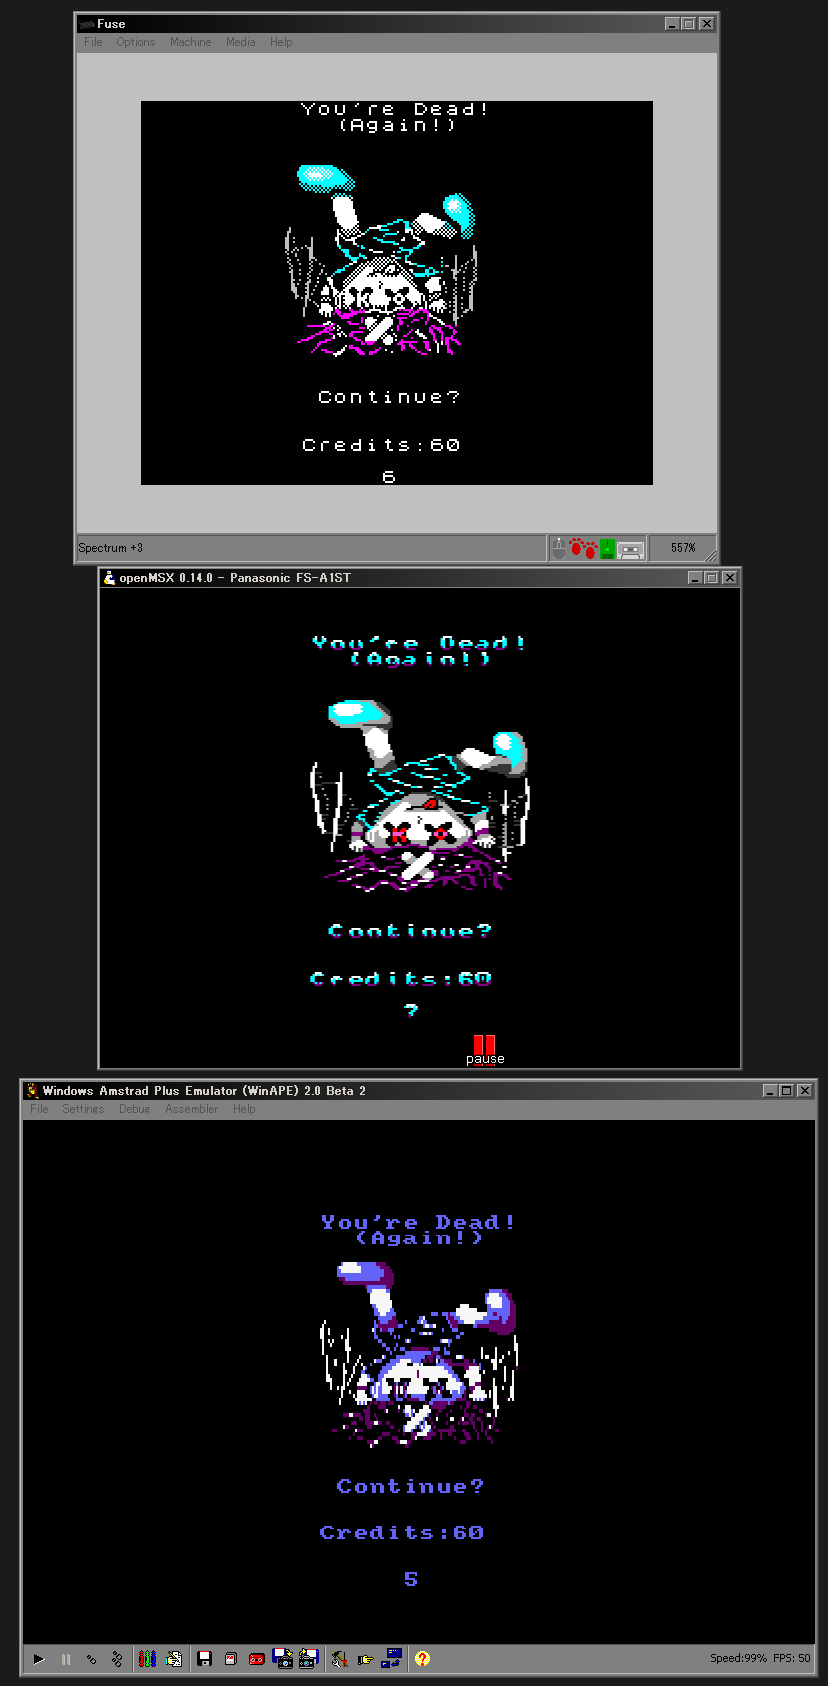 Fuse
File Options Machine Media Help
You're Dead!
(Again!)
Continue?
Credits:60
6
Spectrum +3
557%
openMSX 0.14.0 - Panasonic FS-A1ST
You're Dead!
(Again!)
Continue?
Credits:60
?
pause
Windows Amstrad Plus Emulator (WinAPE) 2.0 Beta 2
File Settings Debug Assembler Help
You're Dead!
(Again!)
Continue?
Credits:60
5
Speed:99% FPS: 50